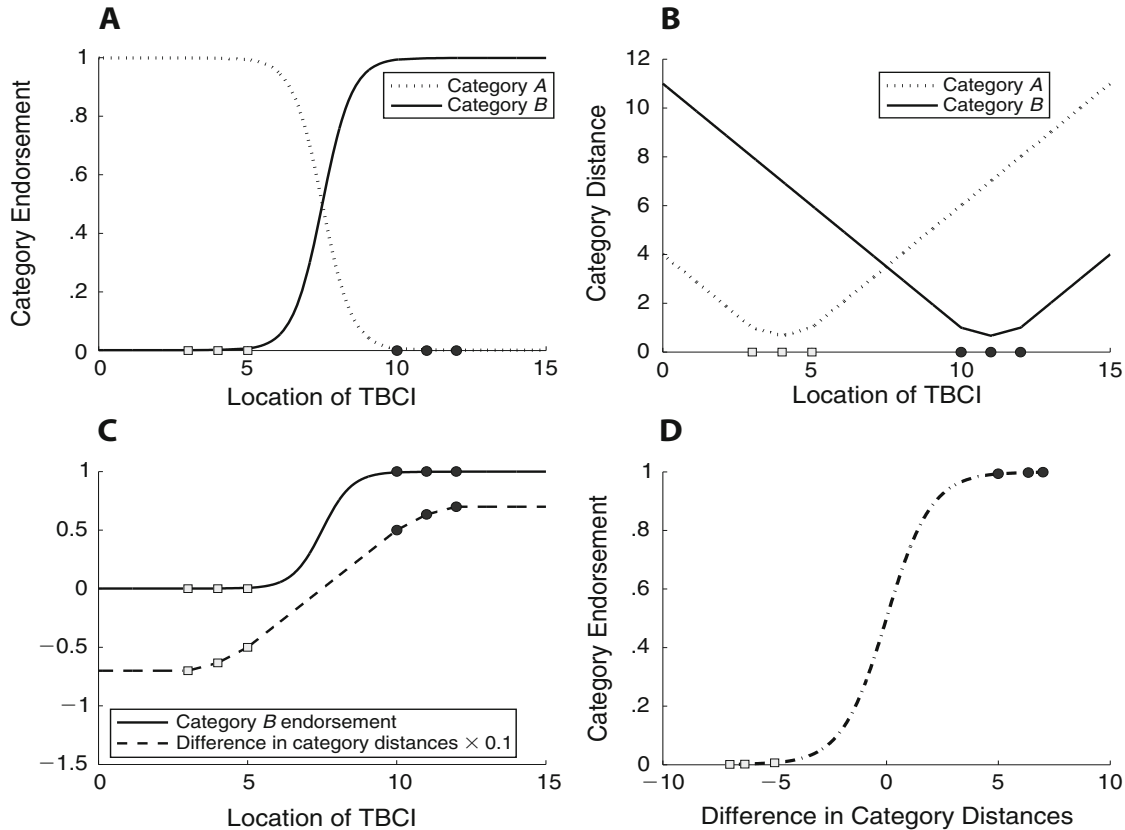 A
Category Endorsement
1
.8
.6
.4
.2
0
Category A
Category B
0
5
10
15
Location of TBCI
B
Category Distance
12
10
8
6
4
2
0
Category A
Category B
0
5
10
15
Location of TBCI
C
1
0.5
0
−0.5
−1
−1.5
Category B endorsement
Difference in category distances × 0.1
0
5
10
15
Location of TBCI
D
Category Endorsement
1
.8
.6
.4
.2
0
−10
−5
0
5
10
Difference in Category Distances